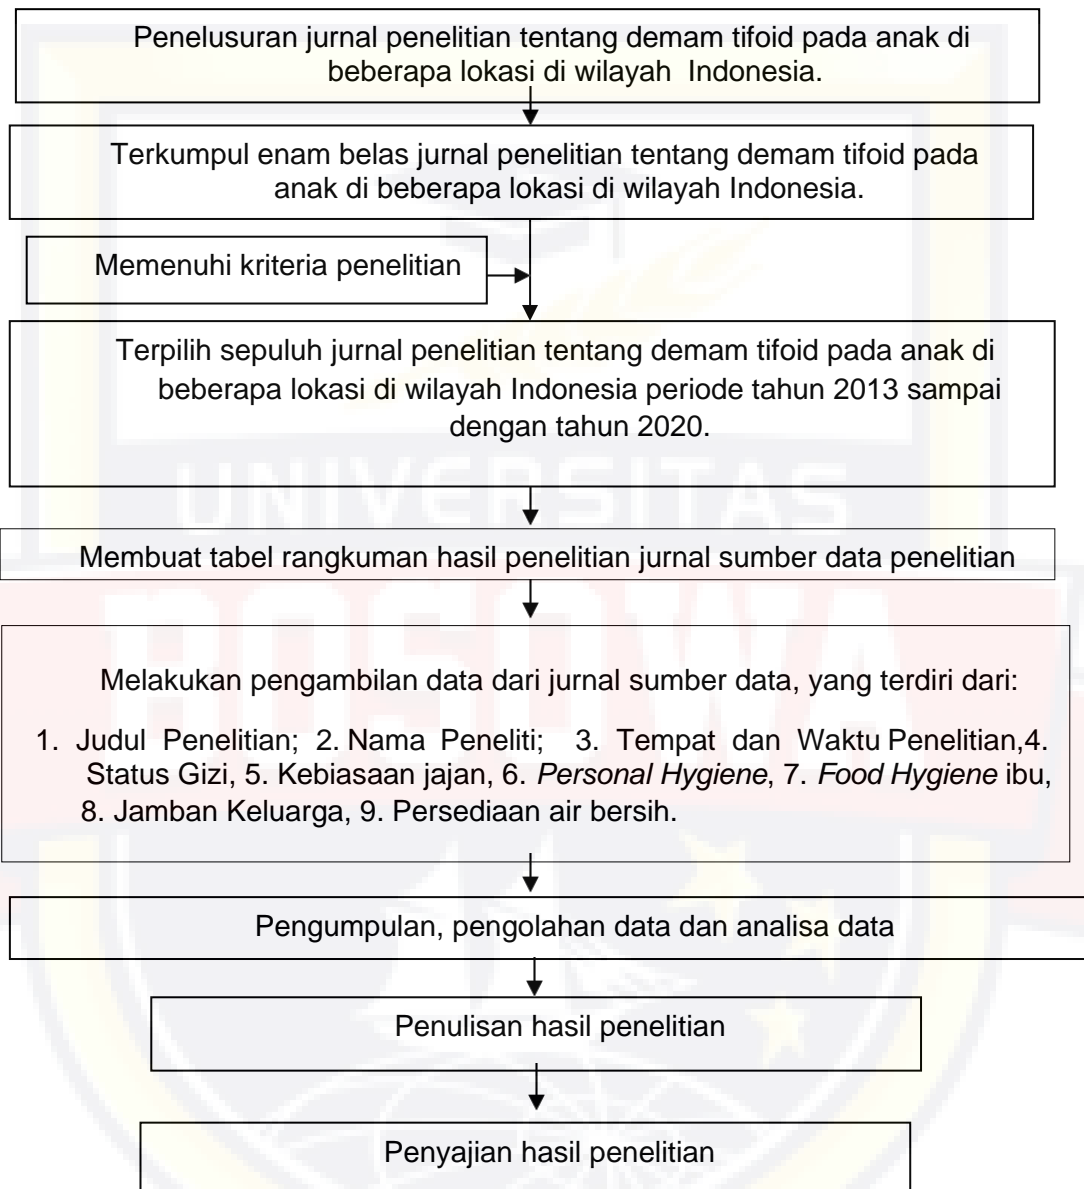 Penelusuran jurnal penelitian tentang demam tifoid pada anak di
beberapa lokasi di wilayah Indonesia.
Terkumpul enam belas jurnal penelitian tentang demam tifoid pada
anak di beberapa lokasi di wilayah Indonesia.
Memenuhi kriteria penelitian
Terpilih sepuluh jurnal penelitian tentang demam tifoid pada anak di
beberapa lokasi di wilayah Indonesia periode tahun 2013 sampai
dengan tahun 2020.
UNIVERSITAS
Membuat tabel rangkuman hasil penelitian jurnal sumber data penelitian
BOSOWA
Melakukan pengambilan data dari jurnal sumber data, yang terdiri dari:
1. Judul Penelitian; 2. Nama Peneliti; 3. Tempat dan Waktu Penelitian,4.
Status Gizi, 5. Kebiasaan jajan, 6. Personal Hygiene, 7. Food Hygiene ibu,
8. Jamban Keluarga, 9. Persediaan air bersih.
Pengumpulan, pengolahan data dan analisa data
Penulisan hasil penelitian
Penyajian hasil penelitian